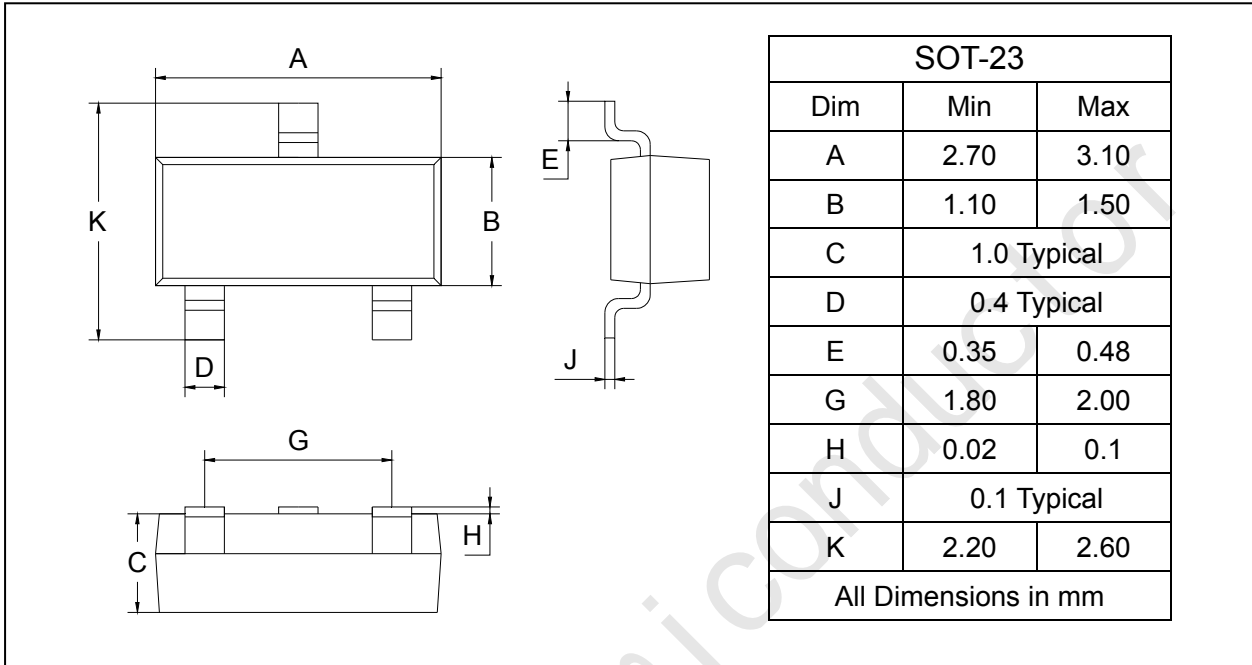 A
K
B
D
E
J
G
H
C
SOT-23
Dim Min Max
A 2.70 3.10
B 1.10 1.50
C 1.0 Typical
D 0.4 Typical
E 0.35 0.48
G 1.80 2.00
H 0.02 0.1
J 0.1 Typical
K 2.20 2.60
All Dimensions in mm
miconductor